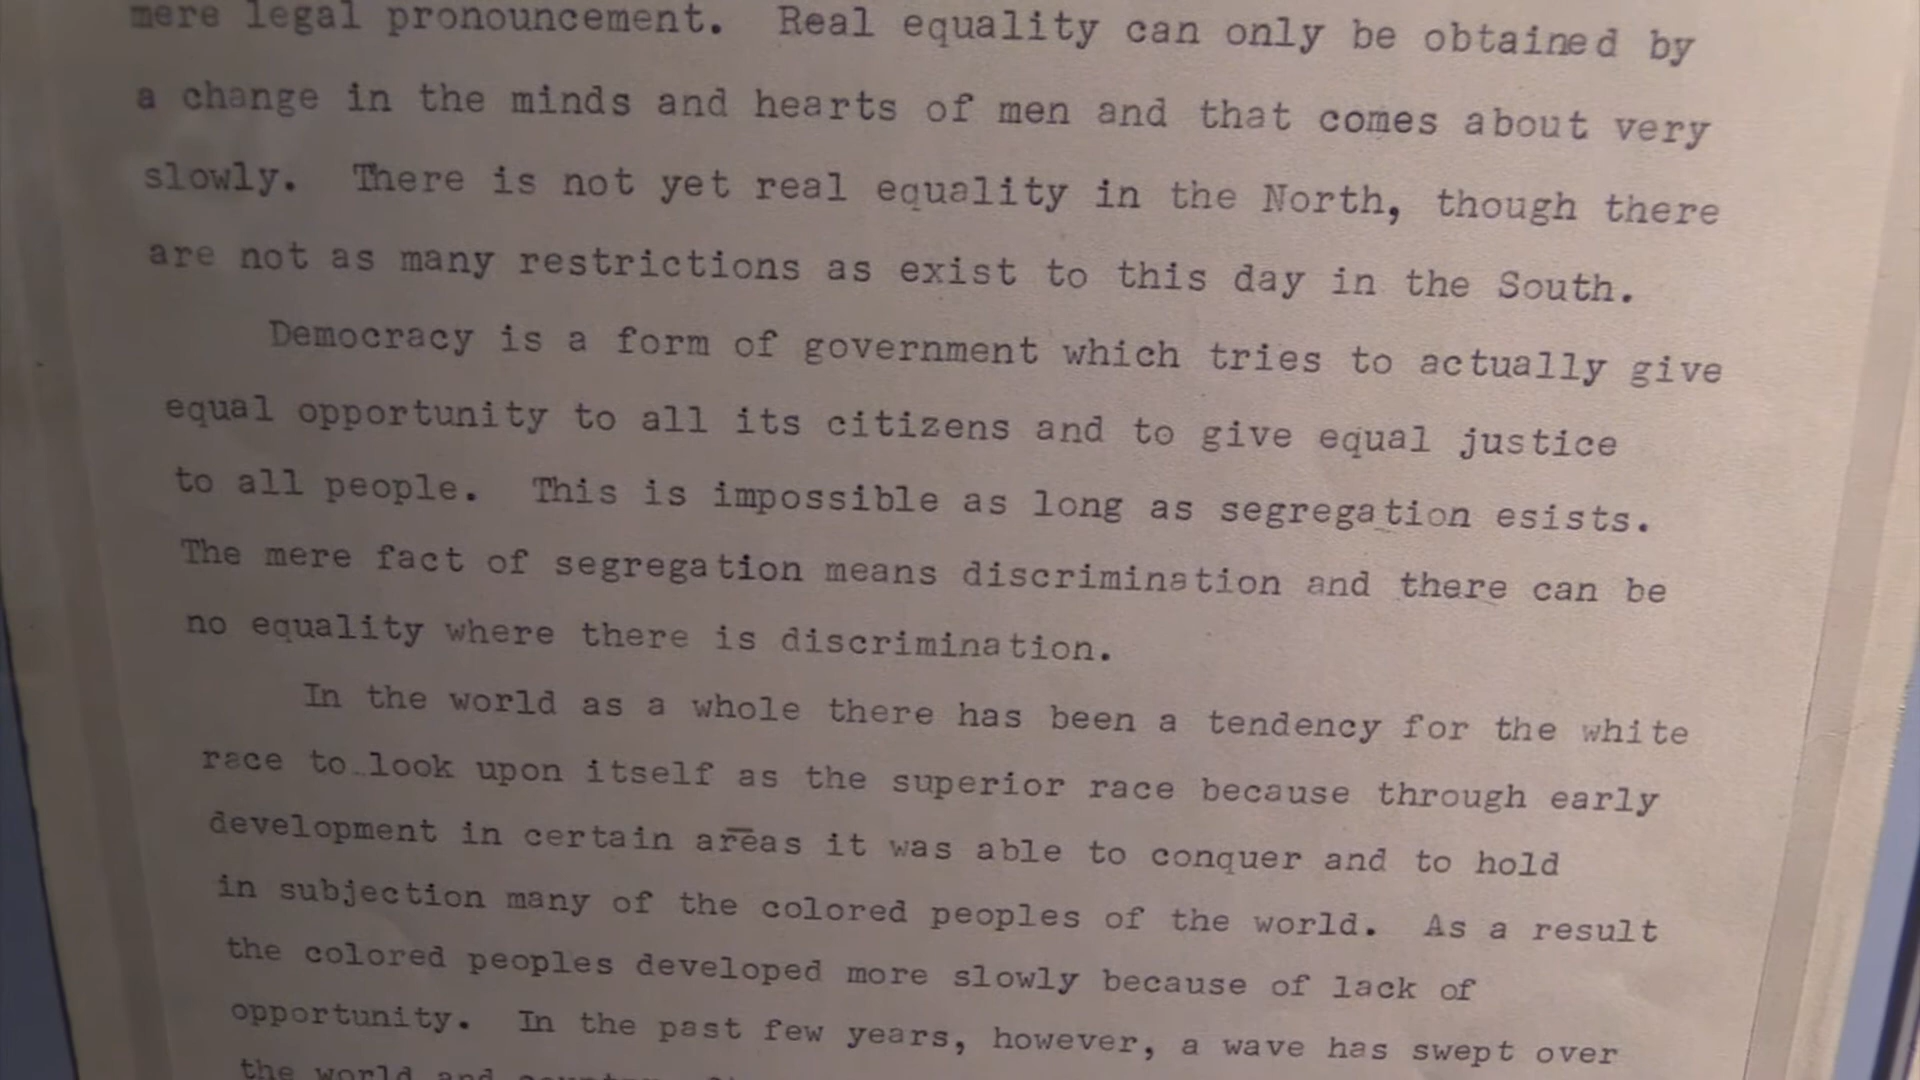 mere legal pronouncement. Real equality can only be obtained by
a change in the minds and hearts of men and that comes about very
slowly. There is not yet real equality in the North, though there
are not as many restrictions as exist to this day in the South.
Democracy is a form of government which tries to actually give
equal opportunity to all its citizens and to give equal justice
to all people. This is impossible as long as segregation esists.
The mere fact of segregation means discrimination and there can be
no equality where there is discrimination.
In the world as a whole there has been a tendency for the white
race to look upon itself as the superior race because through early
development in certain areas it was able to conquer and to hold
in subjection many of the colored peoples of the world. As a result
the colored peoples developed more slowly because of lack of
opportunity. In the past few years, however, a wave has swept over
the world and